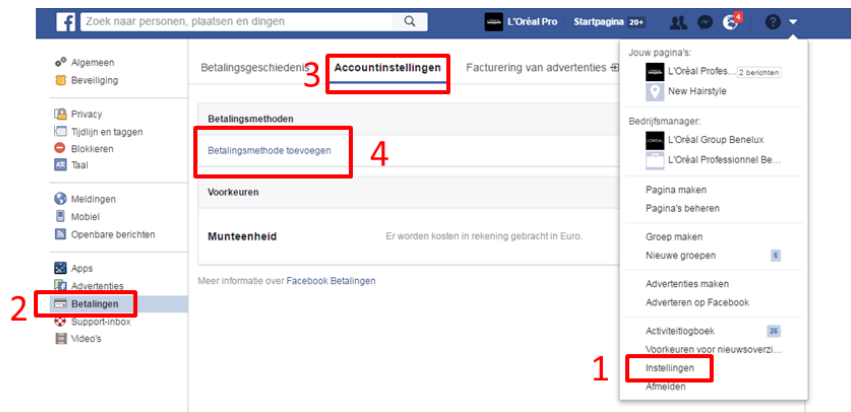 Zoek naar personen, plaatsen en dingen
L'Oréal Pro Startpagina 20+ 4
Algemeen
Beveiliging
Privacy
Tijdlijn en taggen
Blokkeren
Taal
Meldingen
Mobiel
Openbare berichten
Apps
Advertenties
2 Betalingen
Support-inbox
Video's
Betalingsgeschiedenis 3 Accountinstellingen Facturering van advertenties
Betalingsmethoden
Betalingsmethode toevoegen 4
Voorkeuren
Munteenheid Er worden kosten in rekening gebracht in Euro.
Meer informatie over Facebook Betalingen
Jouw pagina's:
L'Oréal Profes... 2 berichten
New Hairstyle
Bedrijfsmanager:
L'Oréal Group Benelux
L'Oréal Professionnel Be...
Pagina maken
Pagina's beheren
Groep maken
Nieuwe groepen 6
Advertenties maken
Adverteren op Facebook
Activiteitlogboek 26
Voorkeuren voor nieuwsoverzi...
1 Instellingen
Afmelden